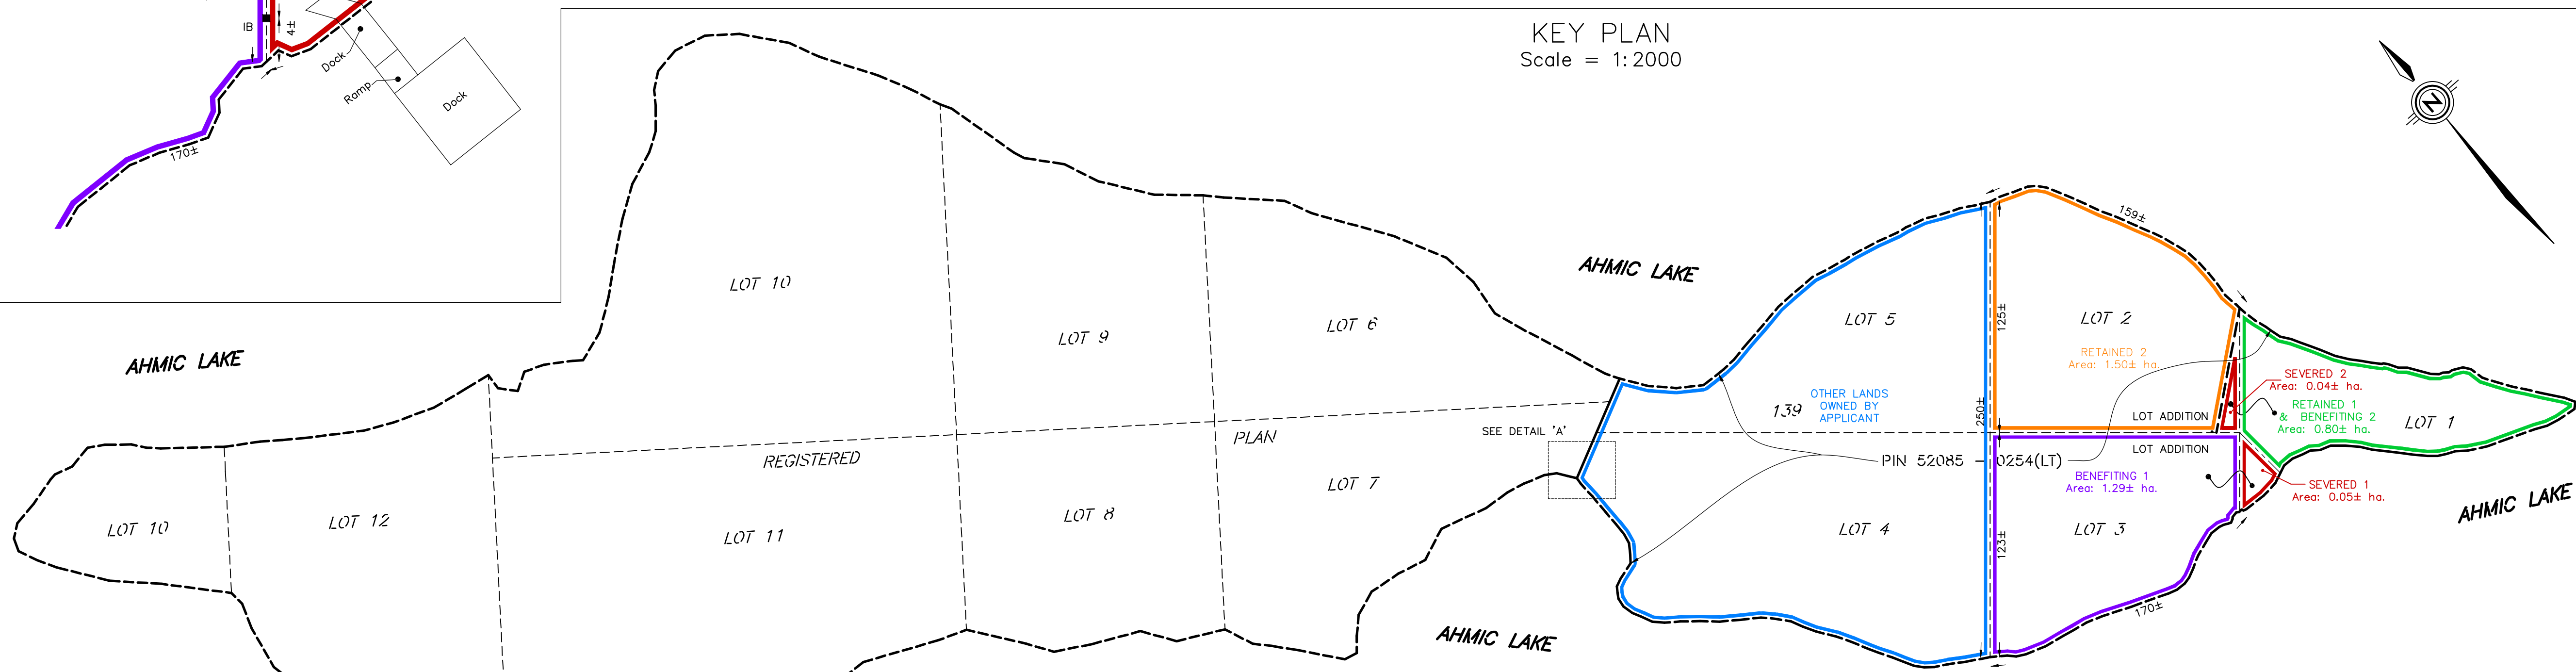 IB
4±
Dock
Ramp
Dock
170±
KEY PLAN
Scale = 1:2000
N
AHMIC LAKE
AHMIC LAKE
AHMIC LAKE
AHMIC LAKE
LOT 10
LOT 9
LOT 6
LOT 5
LOT 2
159±
125±
RETAINED 2
Area: 1.50± ha.
SEVERED 2
Area: 0.04± ha.
RETAINED 1
& BENEFITING 2
Area: 0.80± ha.
LOT 1
OTHER LANDS
OWNED BY
APPLICANT
139
250±
LOT ADDITION
SEE DETAIL 'A'
REGISTERED
PLAN
LOT ADDITION
PIN 52085 - 0254(LT)
BENEFITING 1
Area: 1.29± ha.
SEVERED 1
Area: 0.05± ha.
LOT 10
LOT 12
LOT 11
LOT 8
LOT 7
LOT 4
LOT 3
123±
170±